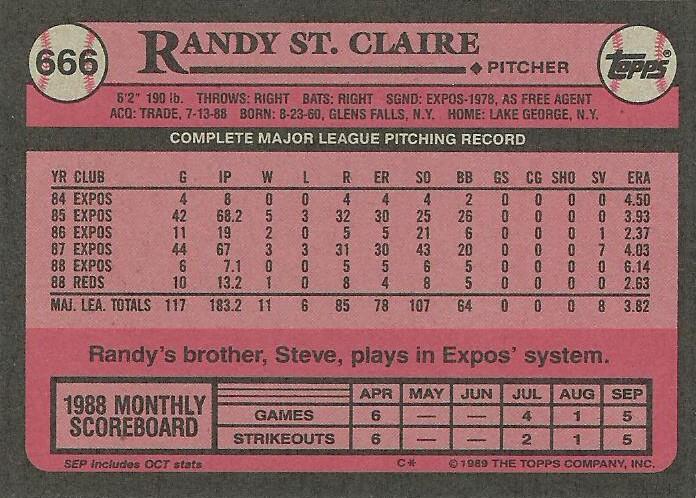 666 RANDY ST. CLAIRE TOPPS®
◆ PITCHER
6'2" 190 lb. THROWS: RIGHT BATS: RIGHT SGND: EXPOS-1978, AS FREE AGENT
ACQ: TRADE, 7-13-88 BORN: 8-23-60, GLENS FALLS, N.Y. HOME: LAKE GEORGE, N.Y.
COMPLETE MAJOR LEAGUE PITCHING RECORD
YR CLUB G IP W L R ER SO BB GS CG SHO SV ERA
84 EXPOS 4 8 0 0 4 4 4 2 0 0 0 0 4.50
85 EXPOS 42 68.2 5 3 32 30 25 26 0 0 0 0 3.93
86 EXPOS 11 19 2 0 5 5 21 6 0 0 0 1 2.37
87 EXPOS 44 67 3 3 31 30 43 20 0 0 0 7 4.03
88 EXPOS 6 7.1 0 0 5 5 6 5 0 0 0 0 6.14
88 REDS 10 13.2 1 0 8 4 8 5 0 0 0 0 2.63
MAJ. LEA. TOTALS 117 183.2 11 6 85 78 107 64 0 0 0 8 3.82
Randy's brother, Steve, plays in Expos' system.
1988 MONTHLY SCOREBOARD
APR MAY JUN JUL AUG SEP
GAMES 6 — — 4 1 5
STRIKEOUTS 6 — — 2 1 5
SEP includes OCT stats C* © 1989 THE TOPPS COMPANY, INC.